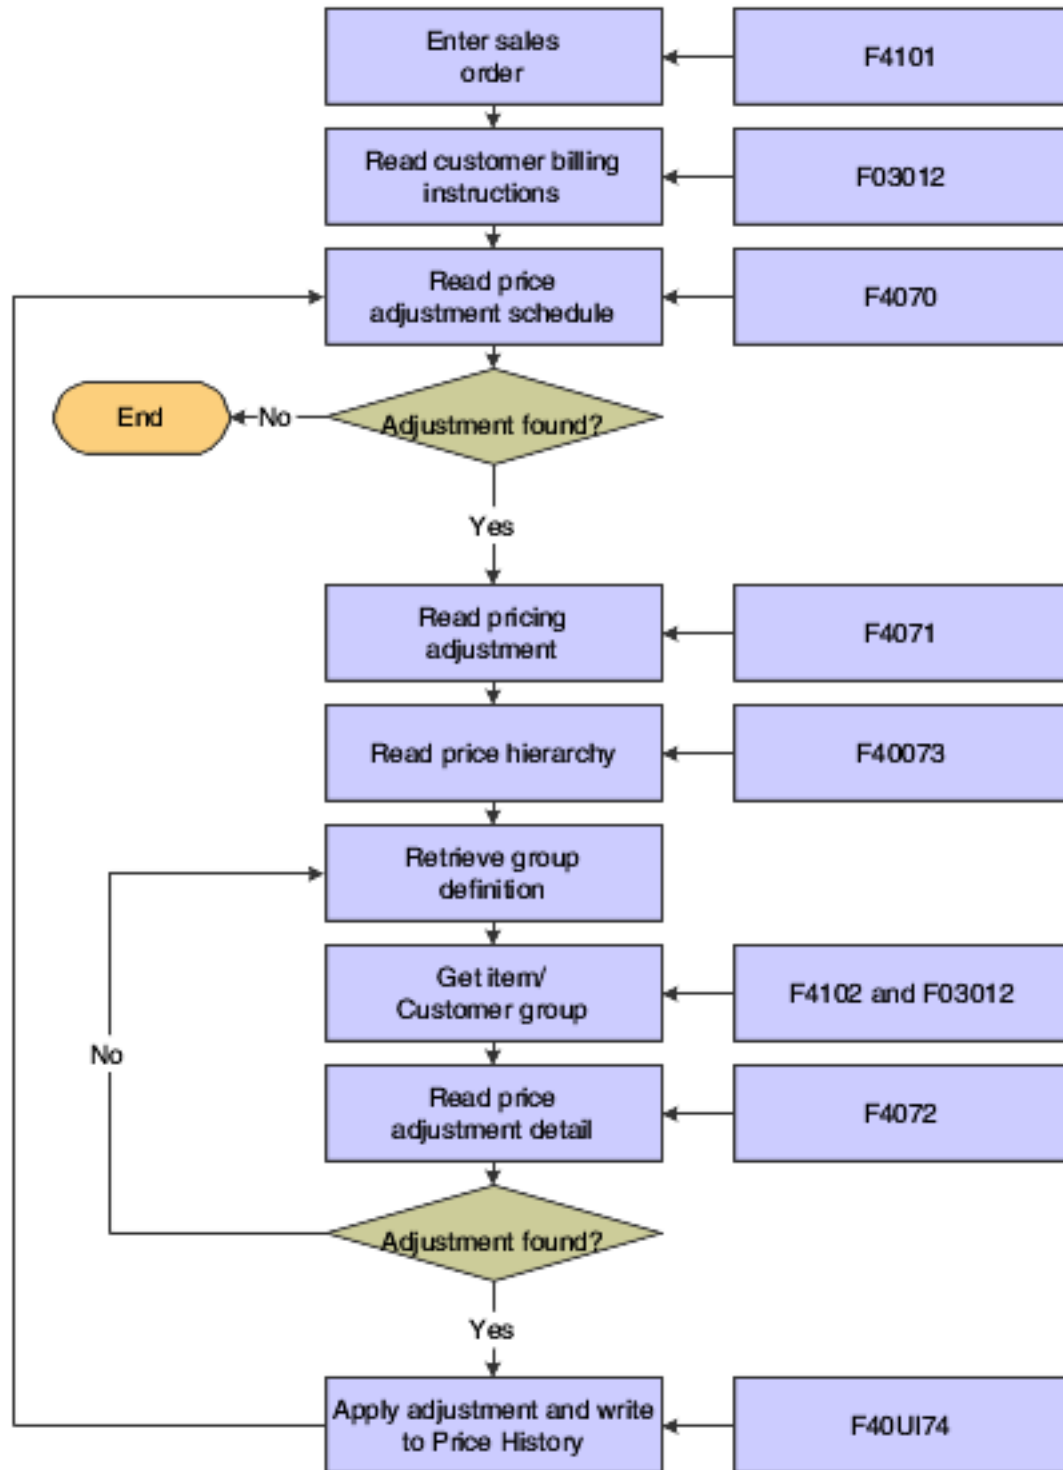 Enter sales
order
F4101
Read customer billing
instructions
F03012
Read price
adjustment schedule
F4070
End
No
Adjustment found?
Yes
Read pricing
adjustment
F4071
Read price hierarchy
F40073
Retrieve group
definition
Get item/
Customer group
F4102 and F03012
No
Read price
adjustment detail
F4072
Adjustment found?
Yes
Apply adjustment and write
to Price History
F40UI74